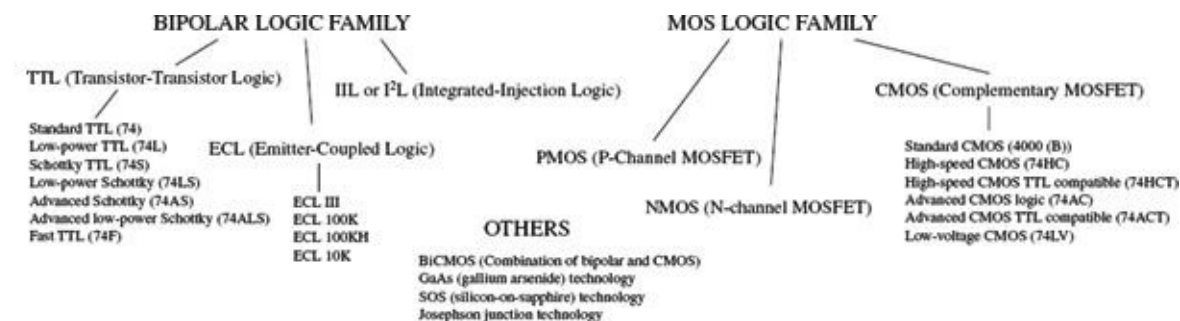 BIPOLAR LOGIC FAMILY
TTL (Transistor-Transistor Logic)
Standard TTL (74)
Low-power TTL (74L)
Schottky TTL (74S)
Low-power Schottky (74LS)
Advanced Schottky (74AS)
Advanced low-power Schottky (74ALS)
Fast TTL (74F)
ECL (Emitter-Coupled Logic)
ECL III
ECL 100K
ECL 100KH
ECL 10K
IIL or I²L (Integrated-Injection Logic)
MOS LOGIC FAMILY
PMOS (P-Channel MOSFET)
NMOS (N-channel MOSFET)
CMOS (Complementary MOSFET)
Standard CMOS (4000 (B))
High-speed CMOS (74HC)
High-speed CMOS TTL compatible (74HCT)
Advanced CMOS logic (74AC)
Advanced CMOS TTL compatible (74ACT)
Low-voltage CMOS (74LV)
OTHERS
BiCMOS (Combination of bipolar and CMOS)
GaAs (gallium arsenide) technology
SOS (silicon-on-sapphire) technology
Josephson junction technology